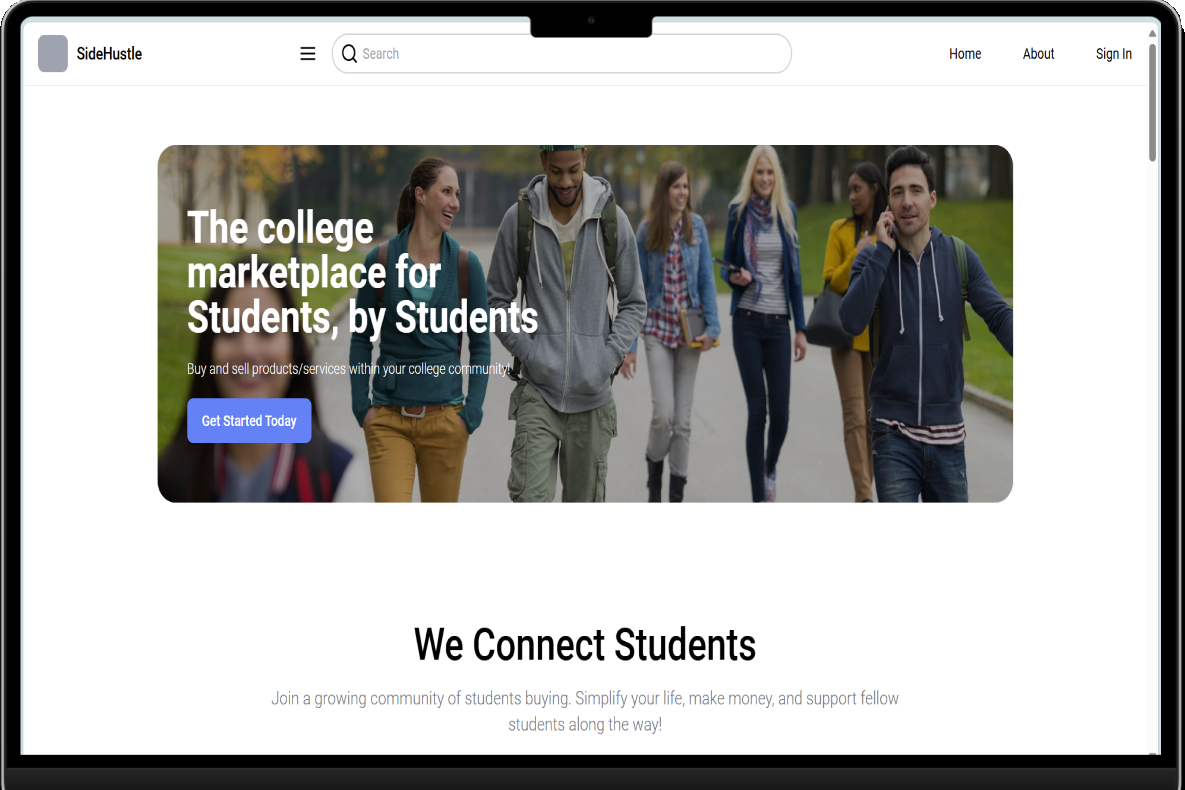 SideHustle
Search
Home
About
Sign In
The college
marketplace for
Students, by Students
Buy and sell products/services within your college community!
Get Started Today
We Connect Students
Join a growing community of students buying. Simplify your life, make money, and support fellow
students along the way!